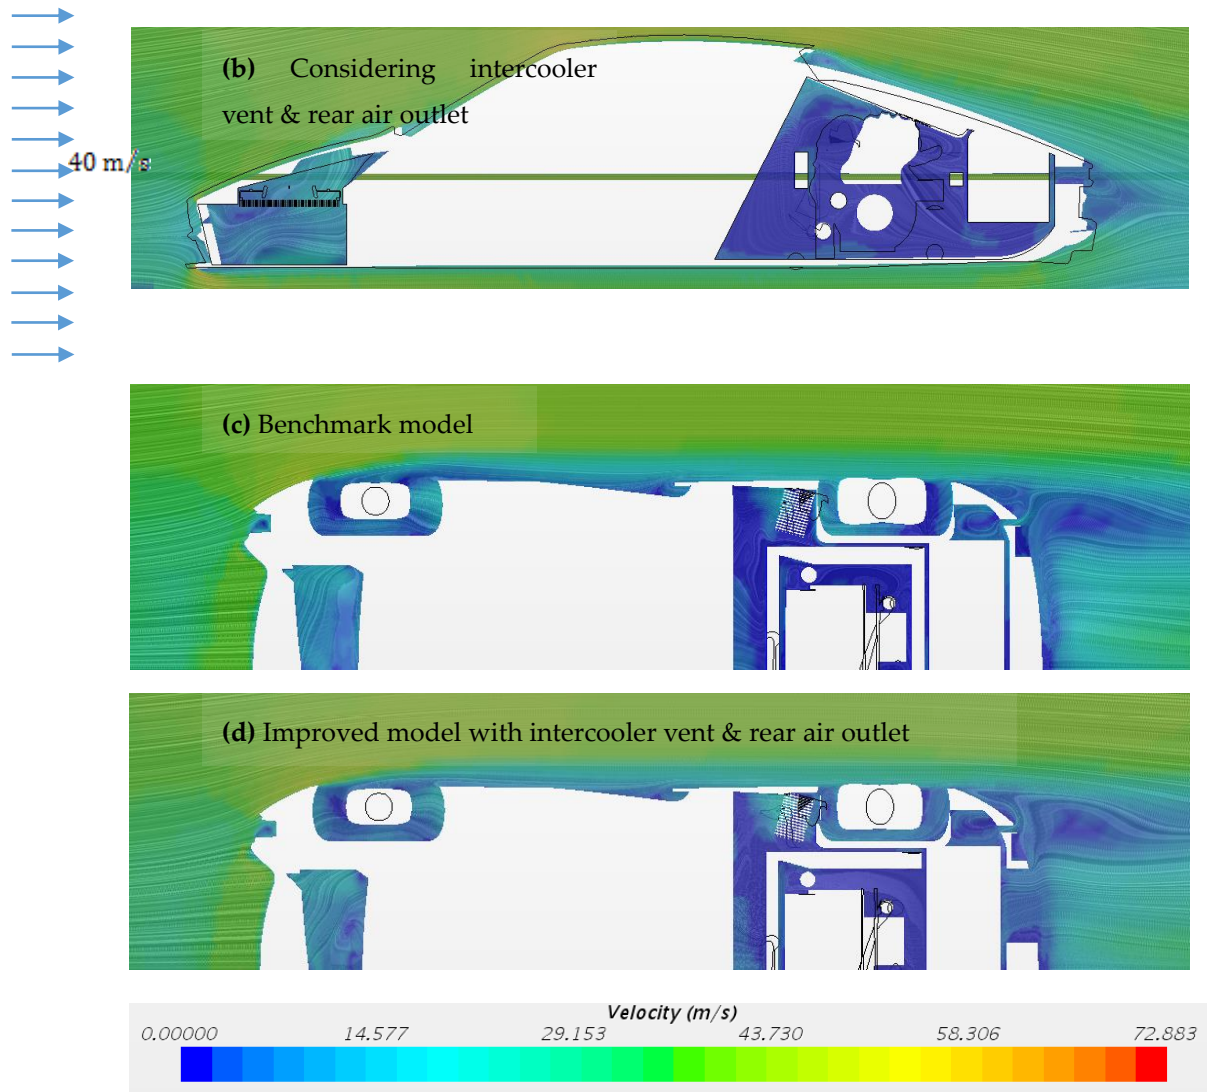 (b) Considering intercooler
vent & rear air outlet
40 m/s
(c) Benchmark model
(d) Improved model with intercooler vent & rear air outlet
Velocity (m/s)
0.00000 14.577 29.153 43.730 58.306 72.883